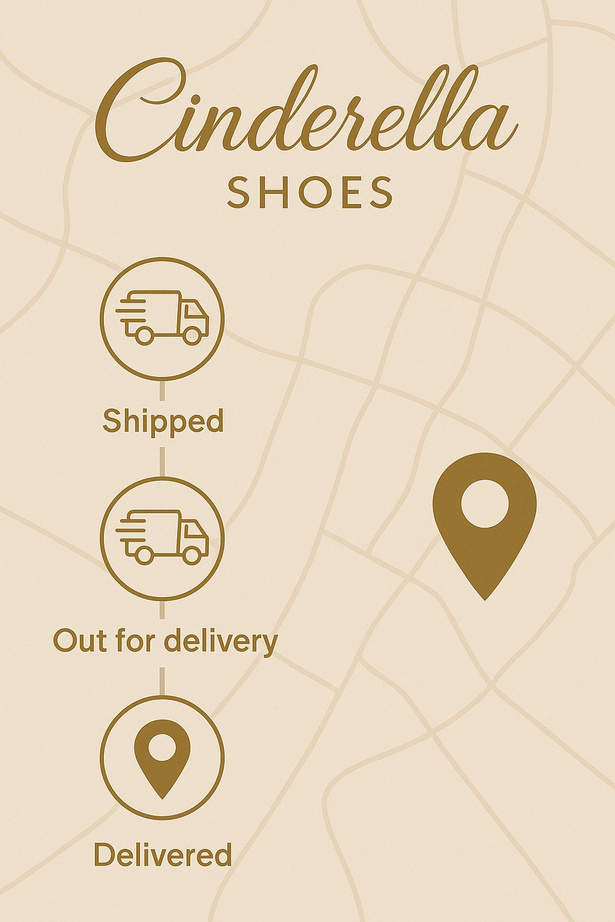 Cinderella
SHOES
Shipped
Out for delivery
Delivered